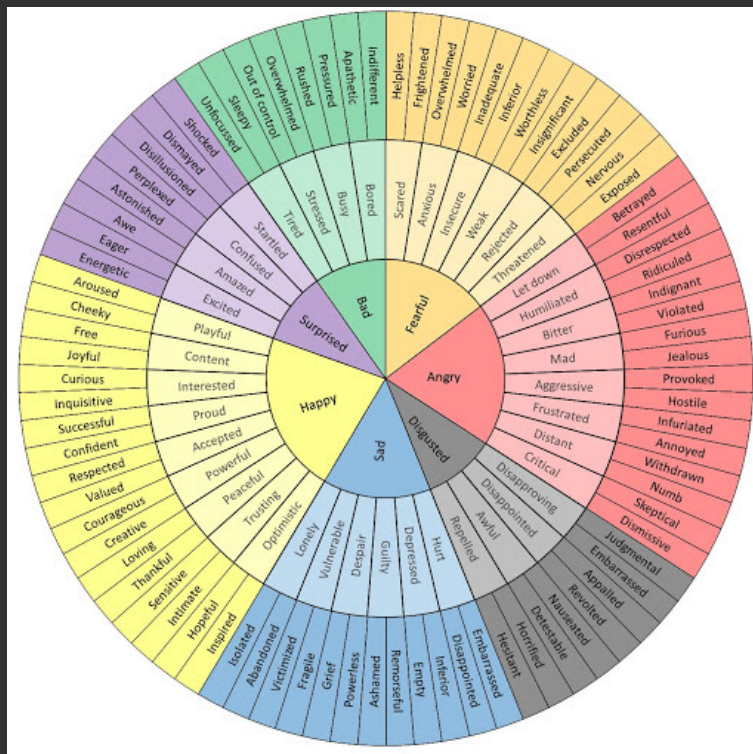 Bad
Fearful
Angry
Disgusted
Sad
Happy
Surprised
Bored
Busy
Stressed
Tired
Scared
Anxious
Insecure
Weak
Rejected
Threatened
Let down
Humiliated
Bitter
Mad
Aggressive
Frustrated
Distant
Critical
Disapproving
Disappointed
Awful
Repelled
Hurt
Depressed
Guilty
Despair
Vulnerable
Lonely
Optimistic
Trusting
Peaceful
Powerful
Accepted
Proud
Interested
Content
Playful
Excited
Amazed
Confused
Startled
Helpless
Frightened
Overwhelmed
Worried
Inadequate
Inferior
Worthless
Insignificant
Excluded
Persecuted
Nervous
Exposed
Betrayed
Resentful
Disrespected
Ridiculed
Indignant
Violated
Furious
Jealous
Provoked
Hostile
Infuriated
Annoyed
Withdrawn
Numb
Skeptical
Dismissive
Judgmental
Embarrassed
Appalled
Revolted
Nauseated
Detestable
Horrified
Hesitant
Embarrassed
Disappointed
Inferior
Empty
Remorseful
Ashamed
Powerless
Grief
Fragile
Victimized
Abandoned
Isolated
Inspired
Hopeful
Intimate
Sensitive
Thankful
Loving
Creative
Courageous
Valued
Respected
Confident
Successful
Inquisitive
Curious
Joyful
Free
Cheeky
Aroused
Energetic
Eager
Awe
Astonished
Perplexed
Disillusioned
Dismayed
Shocked
Unfocussed
Sleepy
Out of control
Overwhelmed
Rushed
Pressured
Apathetic
Indifferent